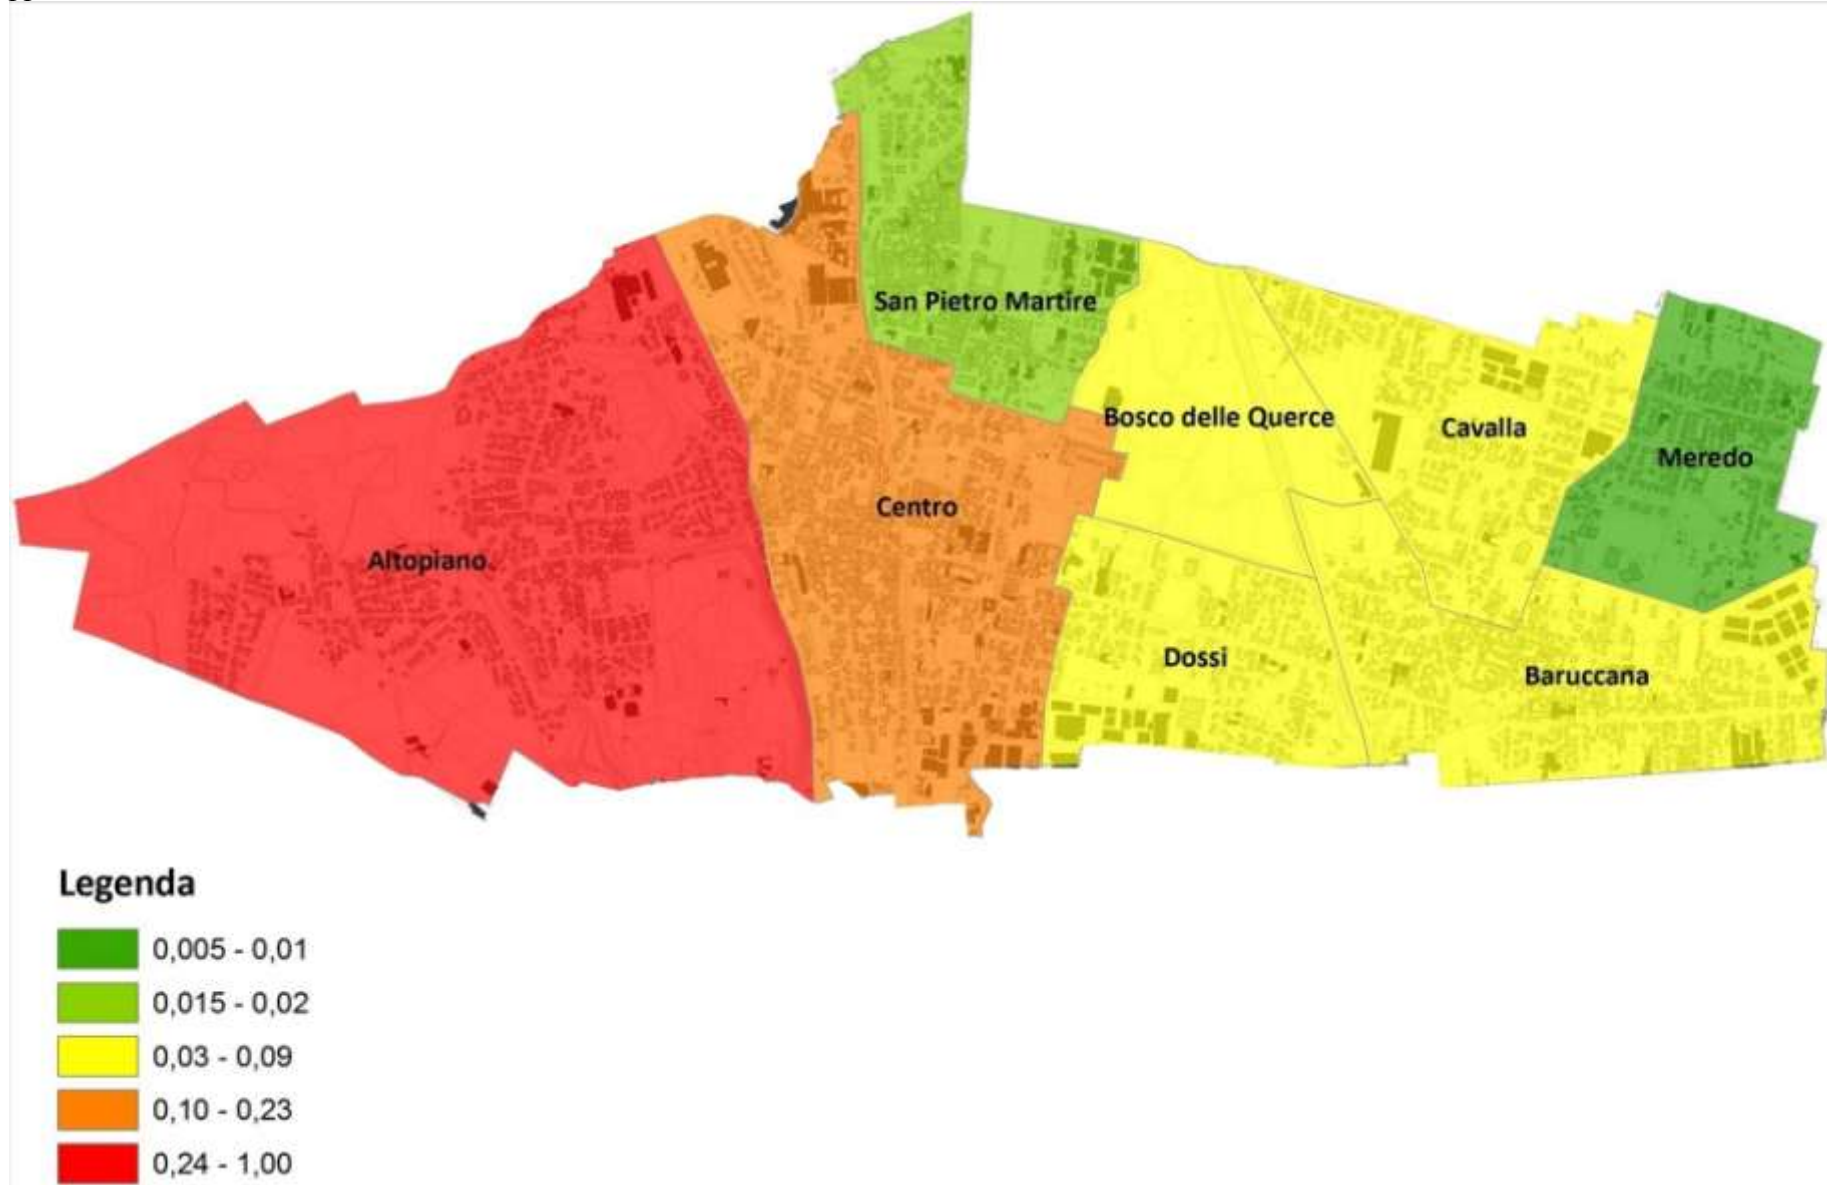 San Pietro Martire
Bosco delle Querce
Cavalla
Meredo
Centro
Altopiano
Dossi
Baruccana
Legenda
0,005 - 0,01
0,015 - 0,02
0,03 - 0,09
0,10 - 0,23
0,24 - 1,00